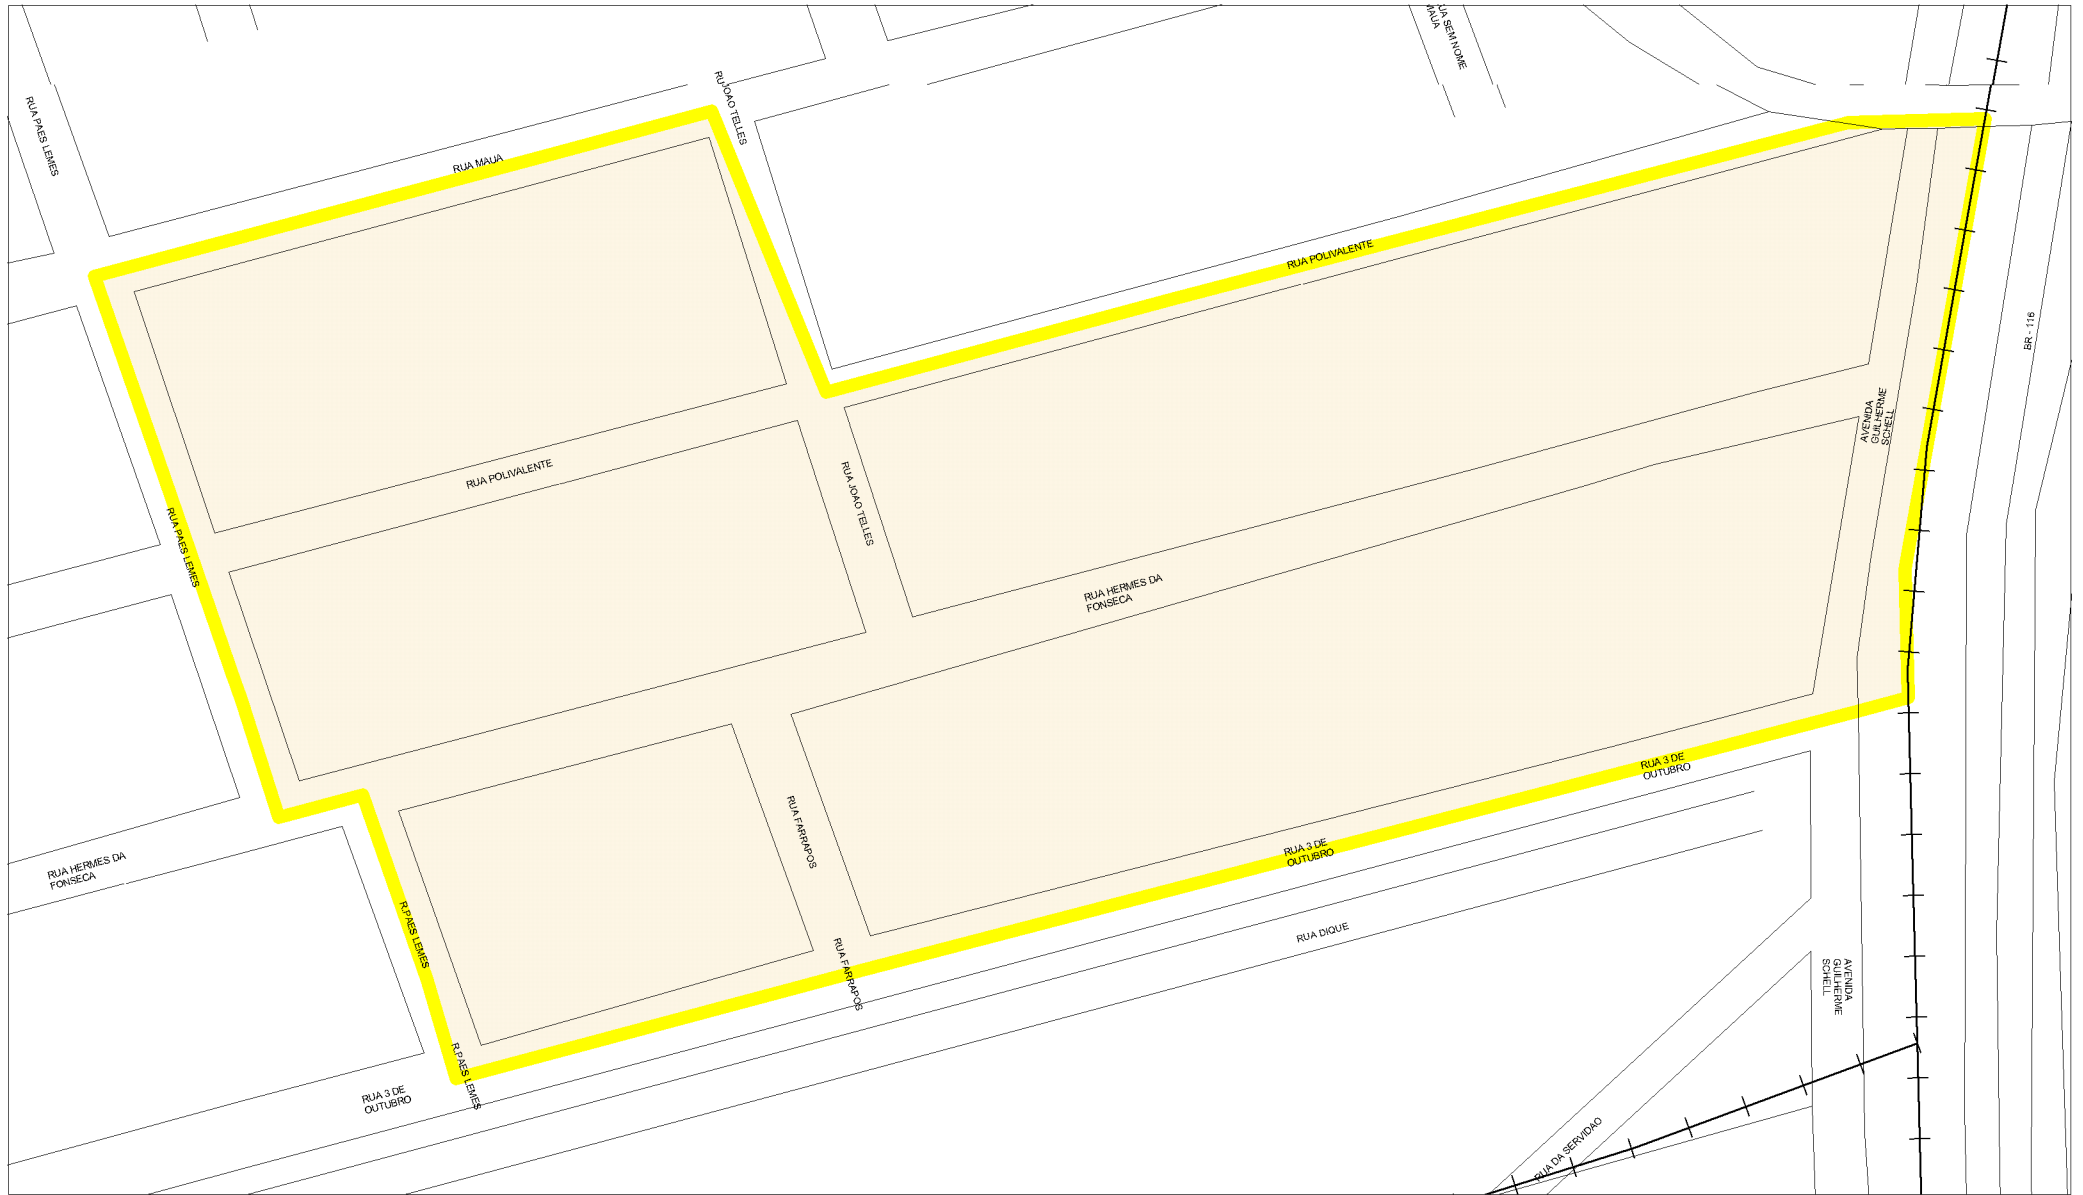 RUA SEM NOME
MAUA
RUA JOAO TELLES
RUA PAES LEMES
RUA MAUA
RUA POLIVALENTE
BR - 116
AVENIDA
GUILHERME
SCHELL
RUA POLIVALENTE
RUA JOAO TELLES
RUA PAES LEMES
RUA HERMES DA
FONSECA
RUA 3 DE
OUTUBRO
RUA FARRAPOS
RUA 3 DE
OUTUBRO
RUA HERMES DA
FONSECA
R.PAES LEMES
RUA DIQUE
RUA FARRAPOS
AVENIDA
GUILHERME
SCHELL
R.PAES LEMES
RUA 3 DE
OUTUBRO
RUA DA SERVIDAO